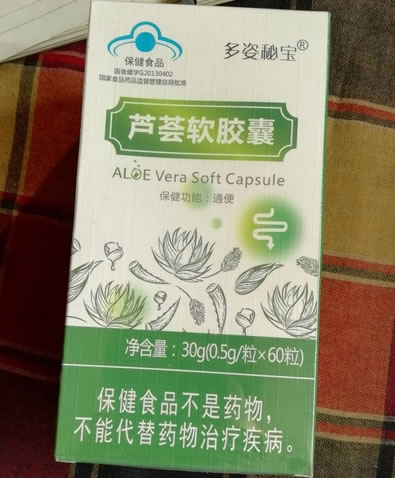 多姿秘宝®
保健食品
国食健字G20130402
国家食品药品监督管理总局批准
芦荟软胶囊
ALOE Vera Soft Capsule
保健功能：通便
净含量：30g(0.5g/粒×60粒)
保健食品不是药物，
不能代替药物治疗疾病。